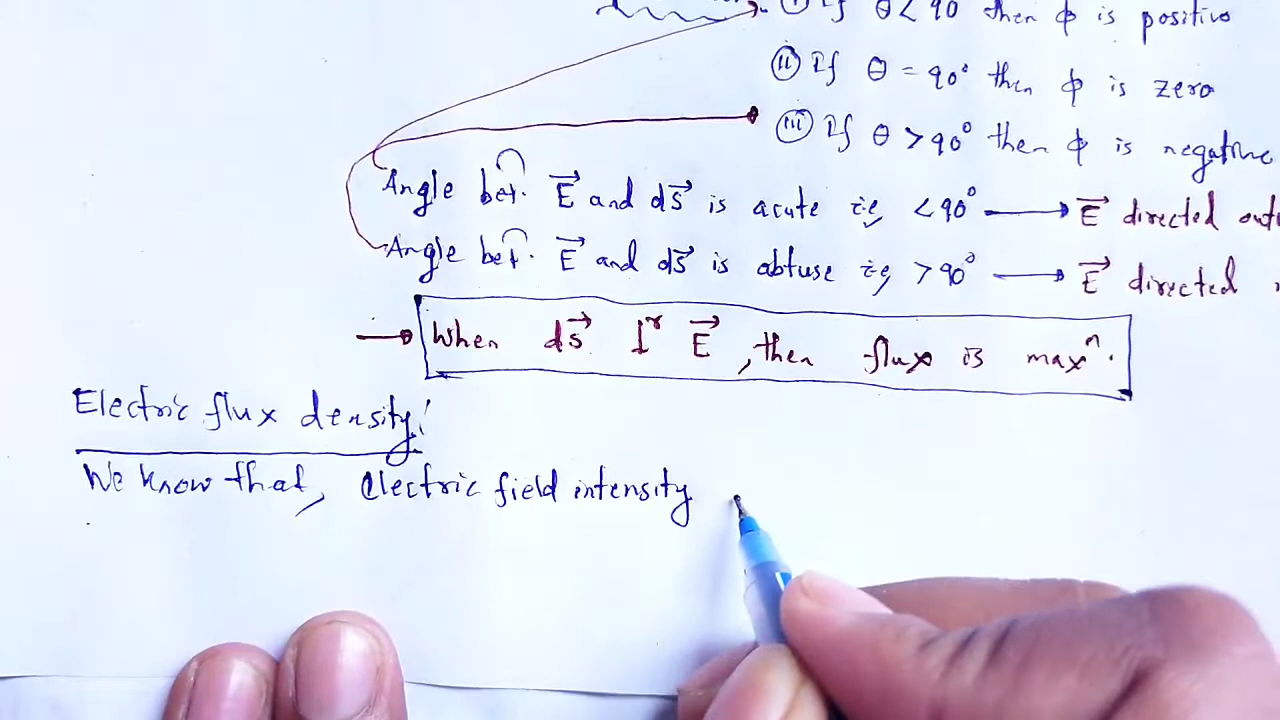 (i) If θ < 90 then ϕ is positive
(ii) If θ = 90° then ϕ is zero
(iii) If θ > 90° then ϕ is negative
Angle bet. E⃗ and dS⃗ is acute i.e, < 90° → E⃗ directed
Angle bet. E⃗ and dS⃗ is obtuse i.e, > 90° → E⃗ directed
→ When dS⃗ ⊥ʳ E⃗, then flux is maxⁿ.
Electric flux density:
We know that, electric field intensity